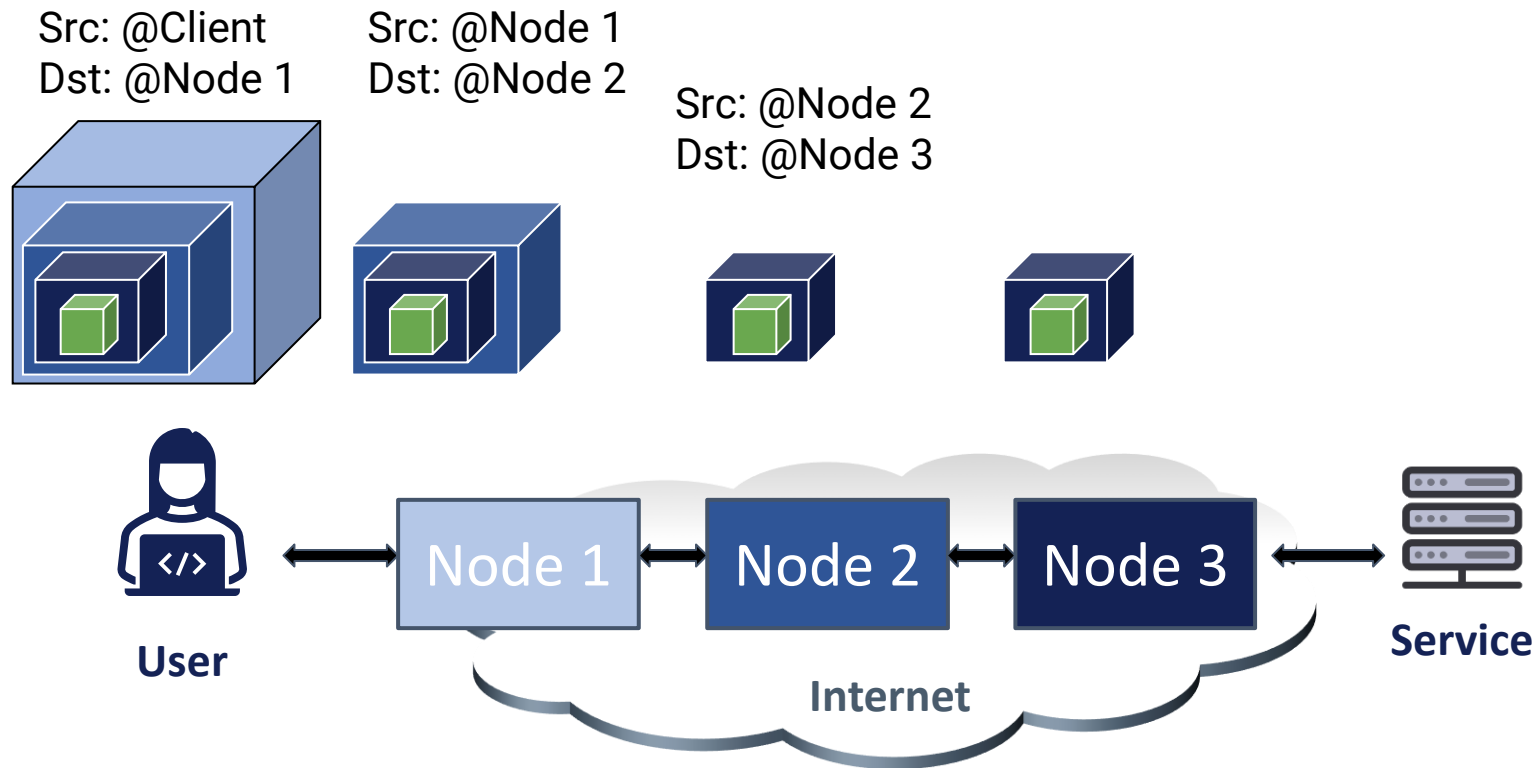 Src: @Client
Dst: @Node 1
Src: @Node 1
Dst: @Node 2
Src: @Node 2
Dst: @Node 3
</>
User
Node 1
Node 2
Node 3
Internet
Service